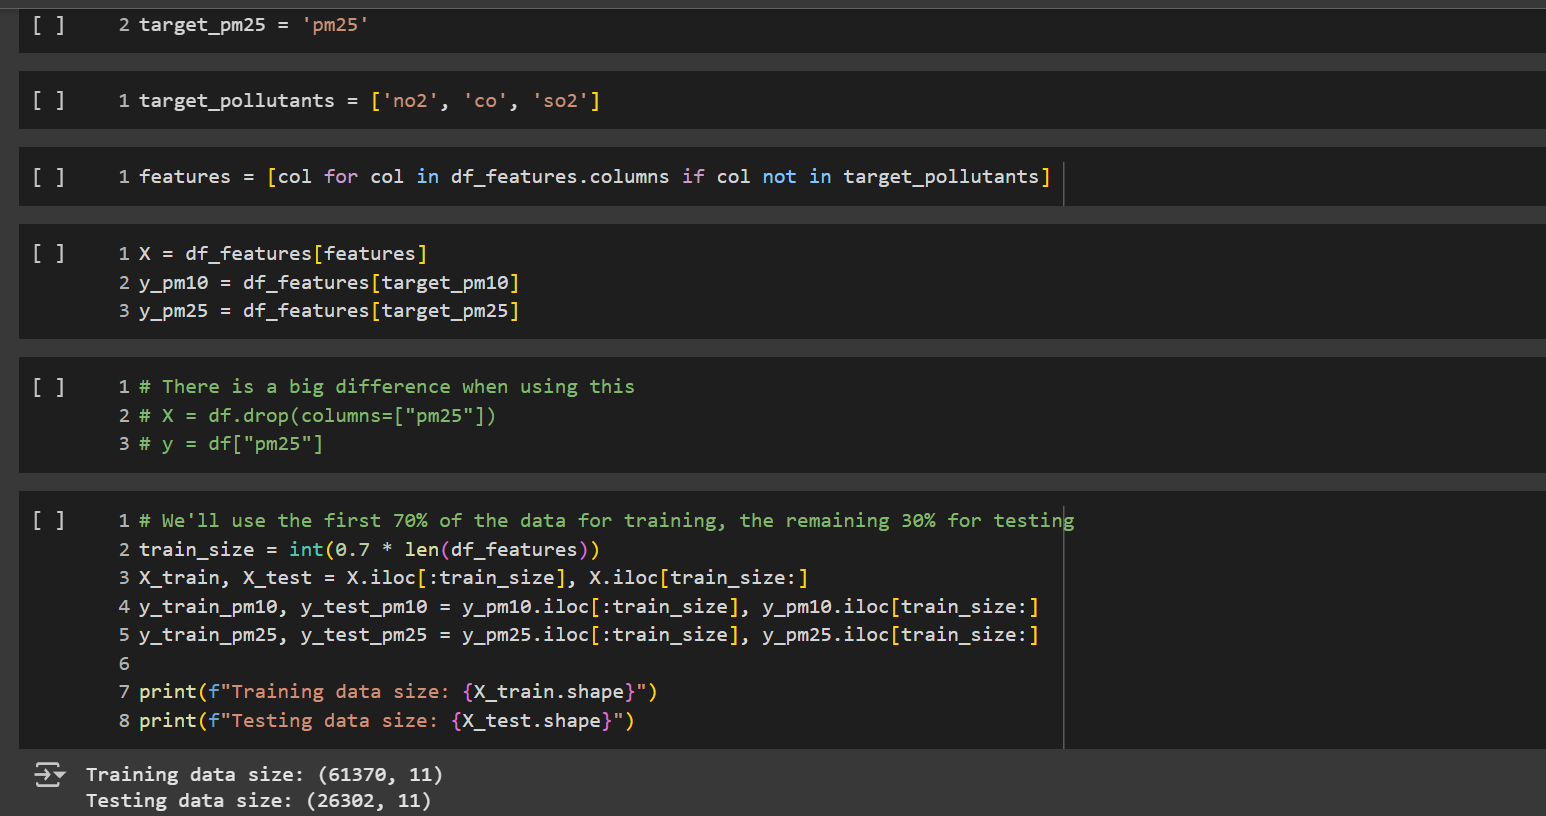 [ ] 2 target_pm25 = 'pm25'
[ ] 1 target_pollutants = ['no2', 'co', 'so2']
[ ] 1 features = [col for col in df_features.columns if col not in target_pollutants]
[ ] 1 X = df_features[features]
2 y_pm10 = df_features[target_pm10]
3 y_pm25 = df_features[target_pm25]
[ ] 1 # There is a big difference when using this
2 # X = df.drop(columns=["pm25"])
3 # y = df["pm25"]
[ ] 1 # We'll use the first 70% of the data for training, the remaining 30% for testing
2 train_size = int(0.7 * len(df_features))
3 X_train, X_test = X.iloc[:train_size], X.iloc[train_size:]
4 y_train_pm10, y_test_pm10 = y_pm10.iloc[:train_size], y_pm10.iloc[train_size:]
5 y_train_pm25, y_test_pm25 = y_pm25.iloc[:train_size], y_pm25.iloc[train_size:]
6
7 print(f"Training data size: {X_train.shape}")
8 print(f"Testing data size: {X_test.shape}")
Training data size: (61370, 11)
Testing data size: (26302, 11)